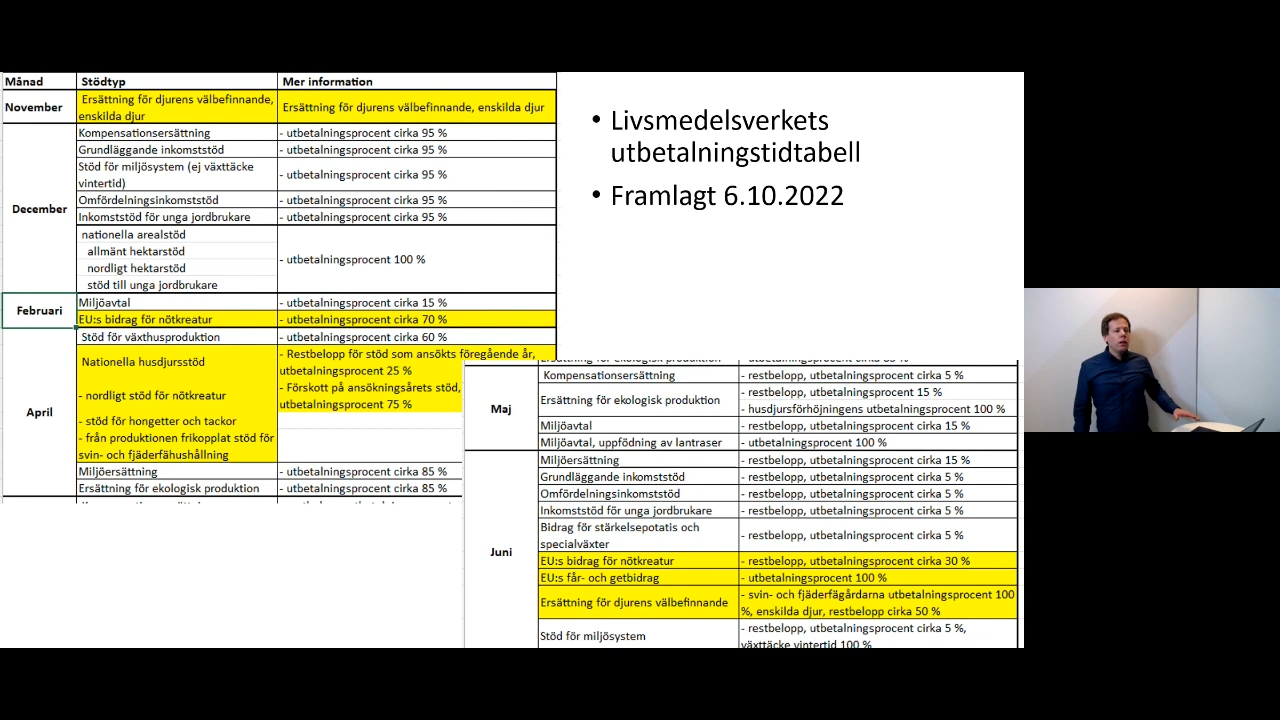 Månad Stödtyp Mer information
November Ersättning för djurens välbefinnande, enskilda djur Ersättning för djurens välbefinnande, enskilda djur
December
Kompensationsersättning - utbetalningsprocent cirka 95 %
Grundläggande inkomststöd - utbetalningsprocent cirka 95 %
Stöd för miljösystem (ej växttäcke vintertid) - utbetalningsprocent cirka 95 %
Omfördelningsinkomststöd - utbetalningsprocent cirka 95 %
Inkomststöd för unga jordbrukare - utbetalningsprocent cirka 95 %
nationella arealstöd
allmänt hektarstöd
- utbetalningsprocent 100 %
nordligt hektarstöd
stöd till unga jordbrukare
Februari
Miljöavtal - utbetalningsprocent cirka 15 %
EU:s bidrag för nötkreatur - utbetalningsprocent cirka 70 %
April
Stöd för växthusproduktion - utbetalningsprocent cirka 60 %
Nationella husdjursstöd
- Restbelopp för stöd som ansökts föregående år,
utbetalningsprocent 25 %
- nordligt stöd för nötkreatur
- Förskott på ansökningsårets stöd,
utbetalningsprocent 75 %
- stöd för hongetter och tackor
- från produktionen frikopplat stöd för
svin- och fjäderfähushållning
Miljöersättning - utbetalningsprocent cirka 85 %
Ersättning för ekologisk produktion - utbetalningsprocent cirka 85 %
• Livsmedelsverkets
utbetalningstidtabell
• Framlagt 6.10.2022
Maj
Kompensationsersättning - restbelopp, utbetalningsprocent cirka 5 %
Ersättning för ekologisk produktion - restbelopp, utbetalningsprocent 15 %
- husdjursförhöjningens utbetalningsprocent 100 %
Miljöavtal - restbelopp, utbetalningsprocent cirka 15 %
Miljöavtal, uppfödning av lantraser - utbetalningsprocent 100 %
Juni
Miljöersättning - restbelopp, utbetalningsprocent cirka 15 %
Grundläggande inkomststöd - restbelopp, utbetalningsprocent cirka 5 %
Omfördelningsinkomststöd - restbelopp, utbetalningsprocent cirka 5 %
Inkomststöd för unga jordbrukare - restbelopp, utbetalningsprocent cirka 5 %
Bidrag för stärkelsepotatis och
specialväxter - restbelopp, utbetalningsprocent cirka 5 %
EU:s bidrag för nötkreatur - restbelopp, utbetalningsprocent cirka 30 %
EU:s får- och getbidrag - utbetalningsprocent 100 %
Ersättning för djurens välbefinnande - svin- och fjäderfägårdarna utbetalningsprocent 100
%, enskilda djur, restbelopp cirka 50 %
Stöd för miljösystem - restbelopp, utbetalningsprocent cirka 5 %,
växttäcke vintertid 100 %